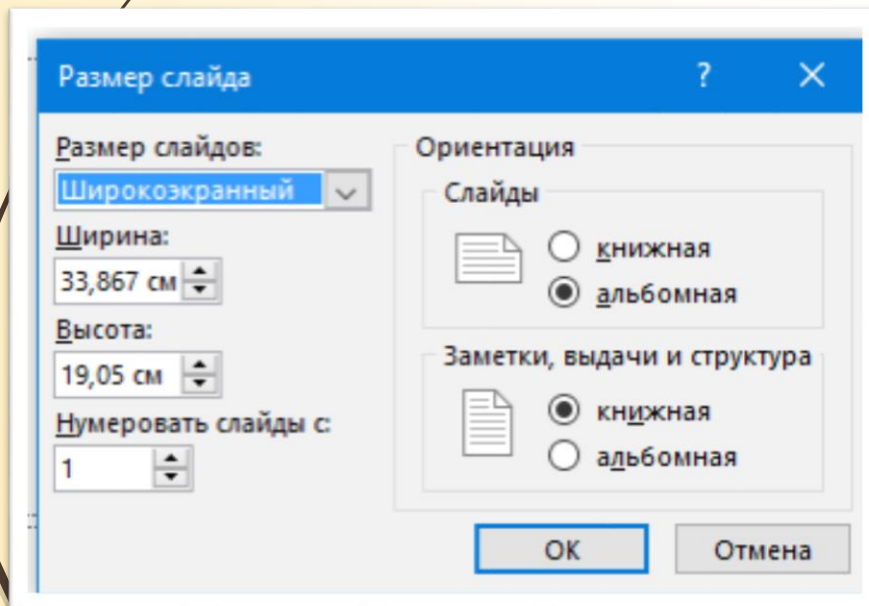 Размер слайда
Размер слайдов:
Широкоэкранный
Ширина:
33,867 см
Высота:
19,05 см
Нумеровать слайды с:
1
Ориентация
Слайды
книжная
альбомная
Заметки, выдачи и структура
книжная
альбомная
ОК
Отмена